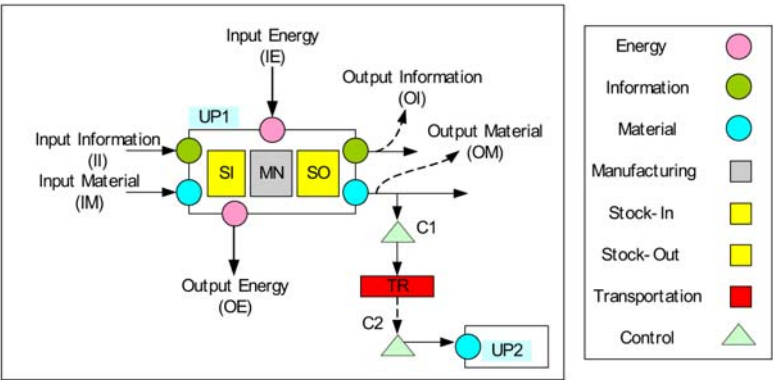 Input Energy
(IE)
Output Information
(OI)
UP1
Output Material
(OM)
Input Information
(II)
Input Material
(IM)
SI
MN
SO
C1
Output Energy
(OE)
TR
C2
UP2
Energy
Information
Material
Manufacturing
Stock-In
Stock-Out
Transportation
Control